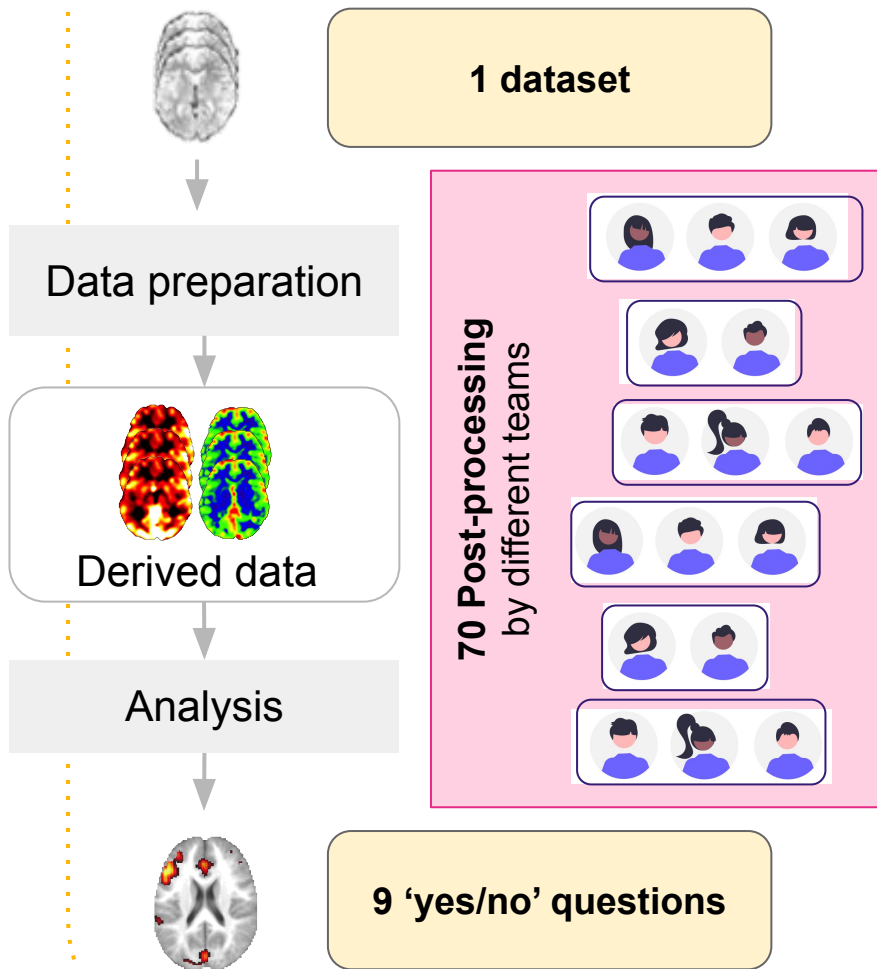 1 dataset
Data preparation
Derived data
Analysis
70 Post-processing
by different teams
9 ‘yes/no’ questions